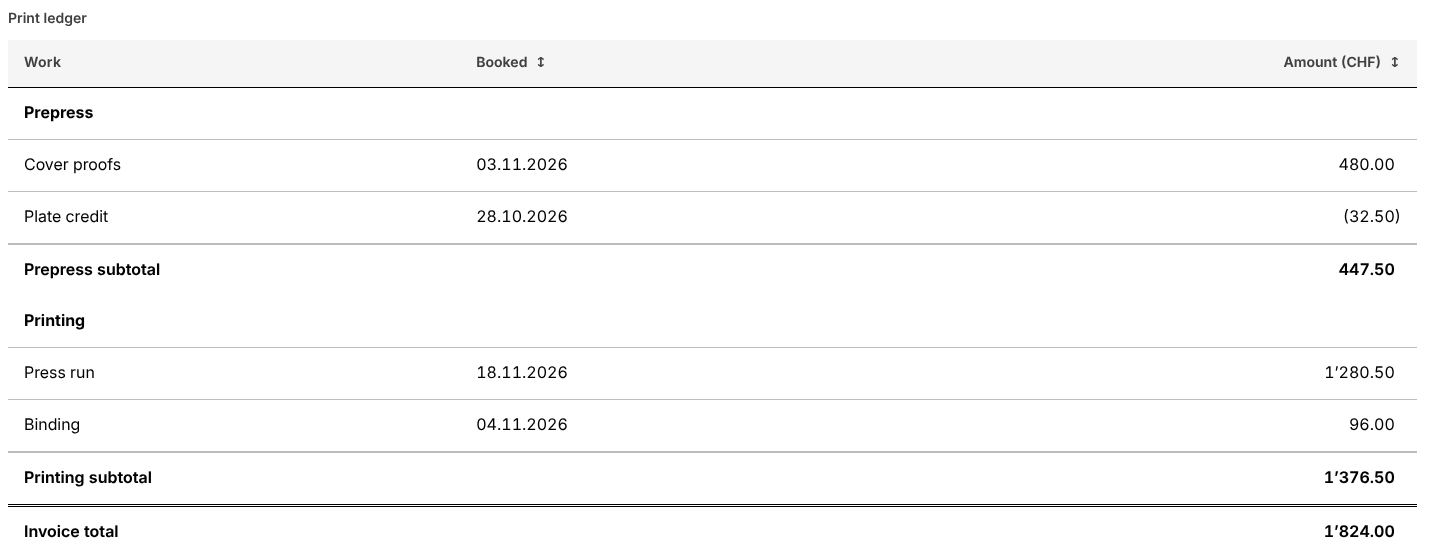 Print ledger
Work Booked ↕ Amount (CHF) ↕
Prepress
Cover proofs 03.11.2026 480.00
Plate credit 28.10.2026 (32.50)
Prepress subtotal 447.50
Printing
Press run 18.11.2026 1’280.50
Binding 04.11.2026 96.00
Printing subtotal 1’376.50
Invoice total 1’824.00